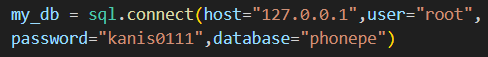 my_db = sql.connect(host="127.0.0.1",user="root",
password="kanis0111",database="phonepe")